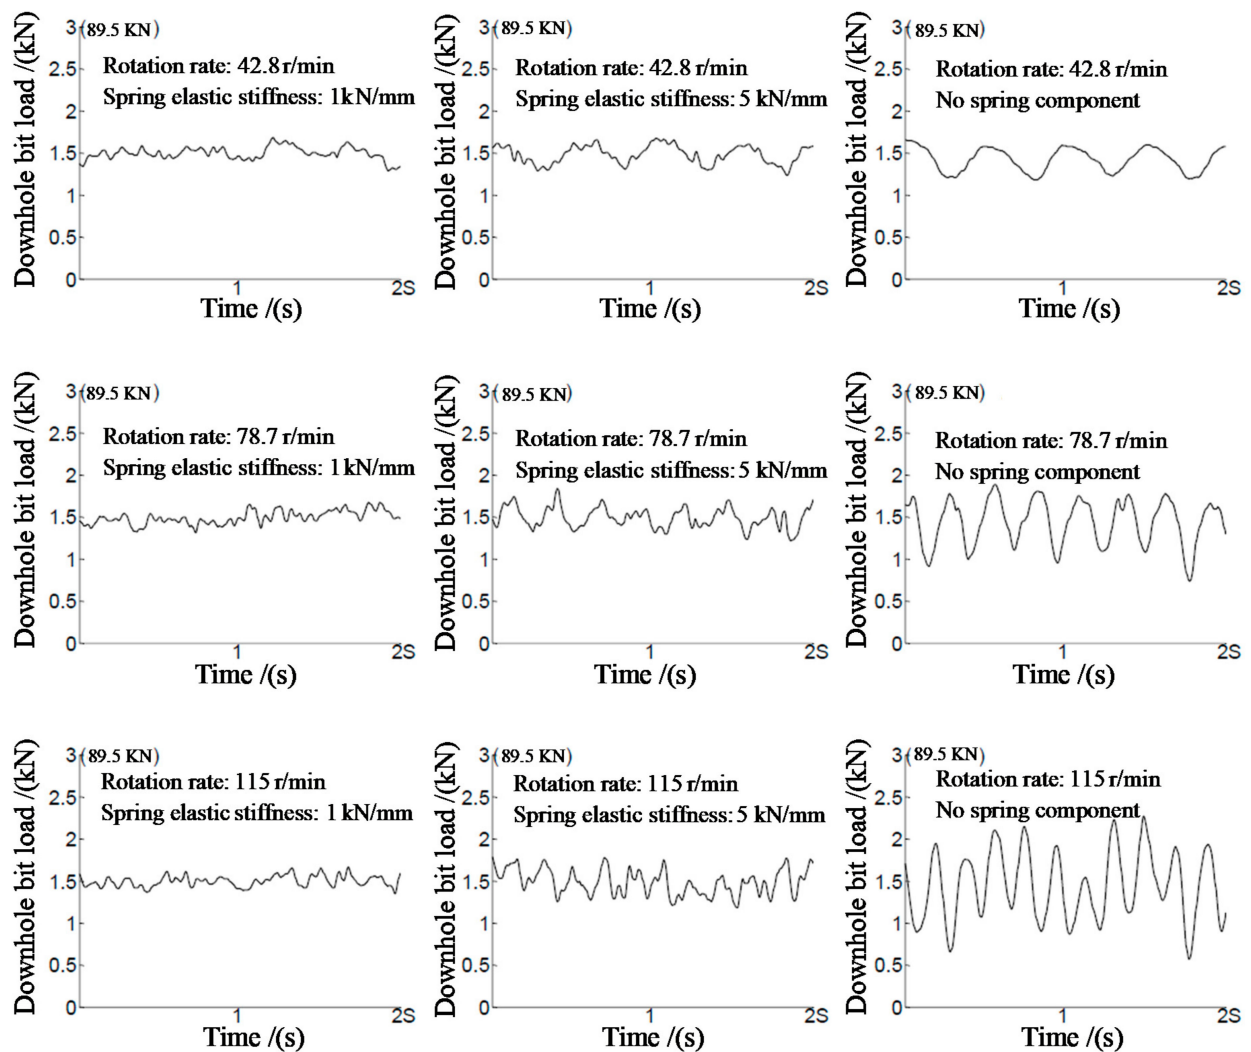 Downhole bit load /(kN)
3 (89.5 KN)
Rotation rate: 42.8 r/min
2.5
Spring elastic stiffness: 1kN/mm
2
1.5
1
0.5
0
1
2S
Time /(s)
Downhole bit load /(kN)
3 (89.5 KN)
Rotation rate: 42.8 r/min
2.5
Spring elastic stiffness: 5 kN/mm
2
1.5
1
0.5
0
1
2S
Time /(s)
Downhole bit load /(kN)
3 (89.5 KN)
Rotation rate: 42.8 r/min
2.5
No spring component
2
1.5
1
0.5
0
1
2S
Time /(s)
Downhole bit load /(kN)
3 (89.5 KN)
Rotation rate: 78.7 r/min
2.5
Spring elastic stiffness: 1kN/mm
2
1.5
1
0.5
0
1
2S
Time /(s)
Downhole bit load /(kN)
3 (89.5 KN)
Rotation rate: 78.7 r/min
2.5
Spring elastic stiffness: 5 kN/mm
2
1.5
1
0.5
0
1
2S
Time /(s)
Downhole bit load /(kN)
3 (89.5 KN)
Rotation rate: 78.7 r/min
2.5
No spring component
2
1.5
1
0.5
0
1
2S
Time /(s)
Downhole bit load /(kN)
3 (89.5 KN)
Rotation rate: 115 r/min
2.5
Spring elastic stiffness: 1 kN/mm
2
1.5
1
0.5
0
1
2S
Time /(s)
Downhole bit load /(kN)
3 (89.5 KN)
Rotation rate: 115 r/min
2.5
Spring elastic stiffness: 5 kN/mm
2
1.5
1
0.5
0
1
2S
Time /(s)
Downhole bit load /(kN)
3 (89.5 KN)
Rotation rate: 115 r/min
2.5
No spring component
2
1.5
1
0.5
0
1
2S
Time /(s)